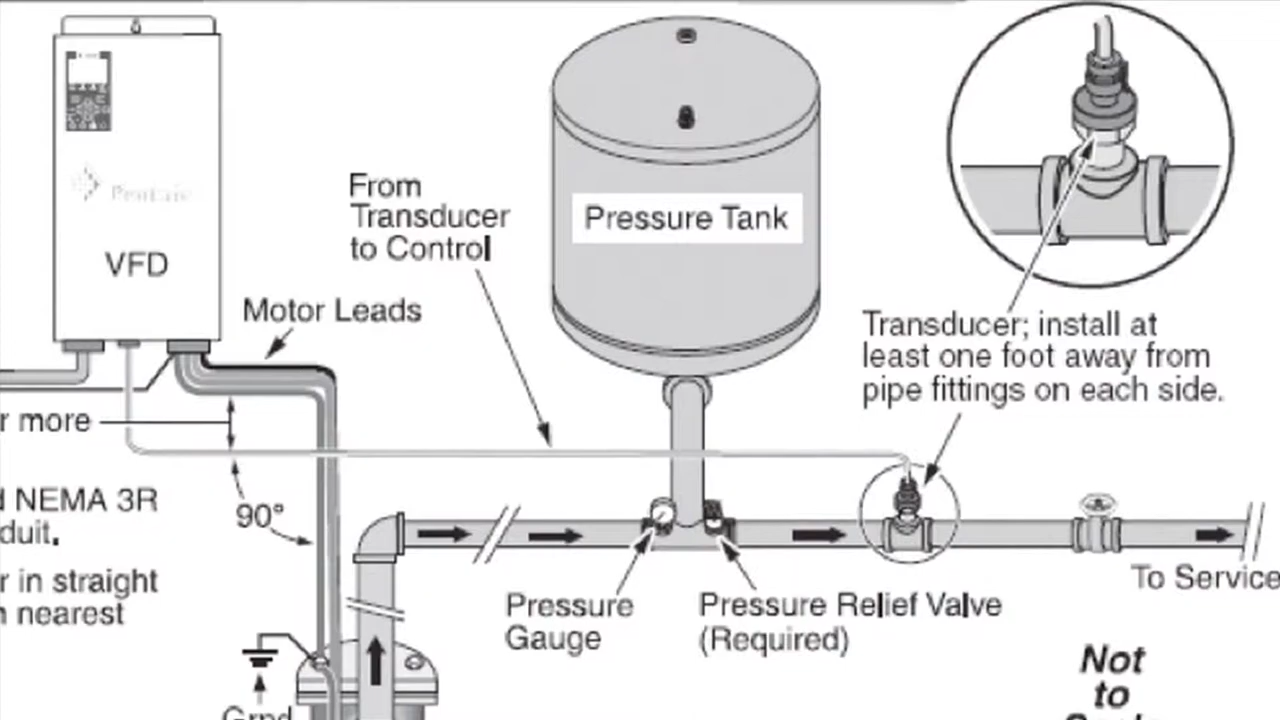 Pentair
VFD
From
Transducer
to Control
Motor Leads
Pressure Tank
Transducer; install at
least one foot away from
pipe fittings on each side.
r more
d NEMA 3R
duit.
90°
r in straight
n nearest
Pressure
Gauge
Pressure Relief Valve
(Required)
To Service
Grnd
Not
to
Scale